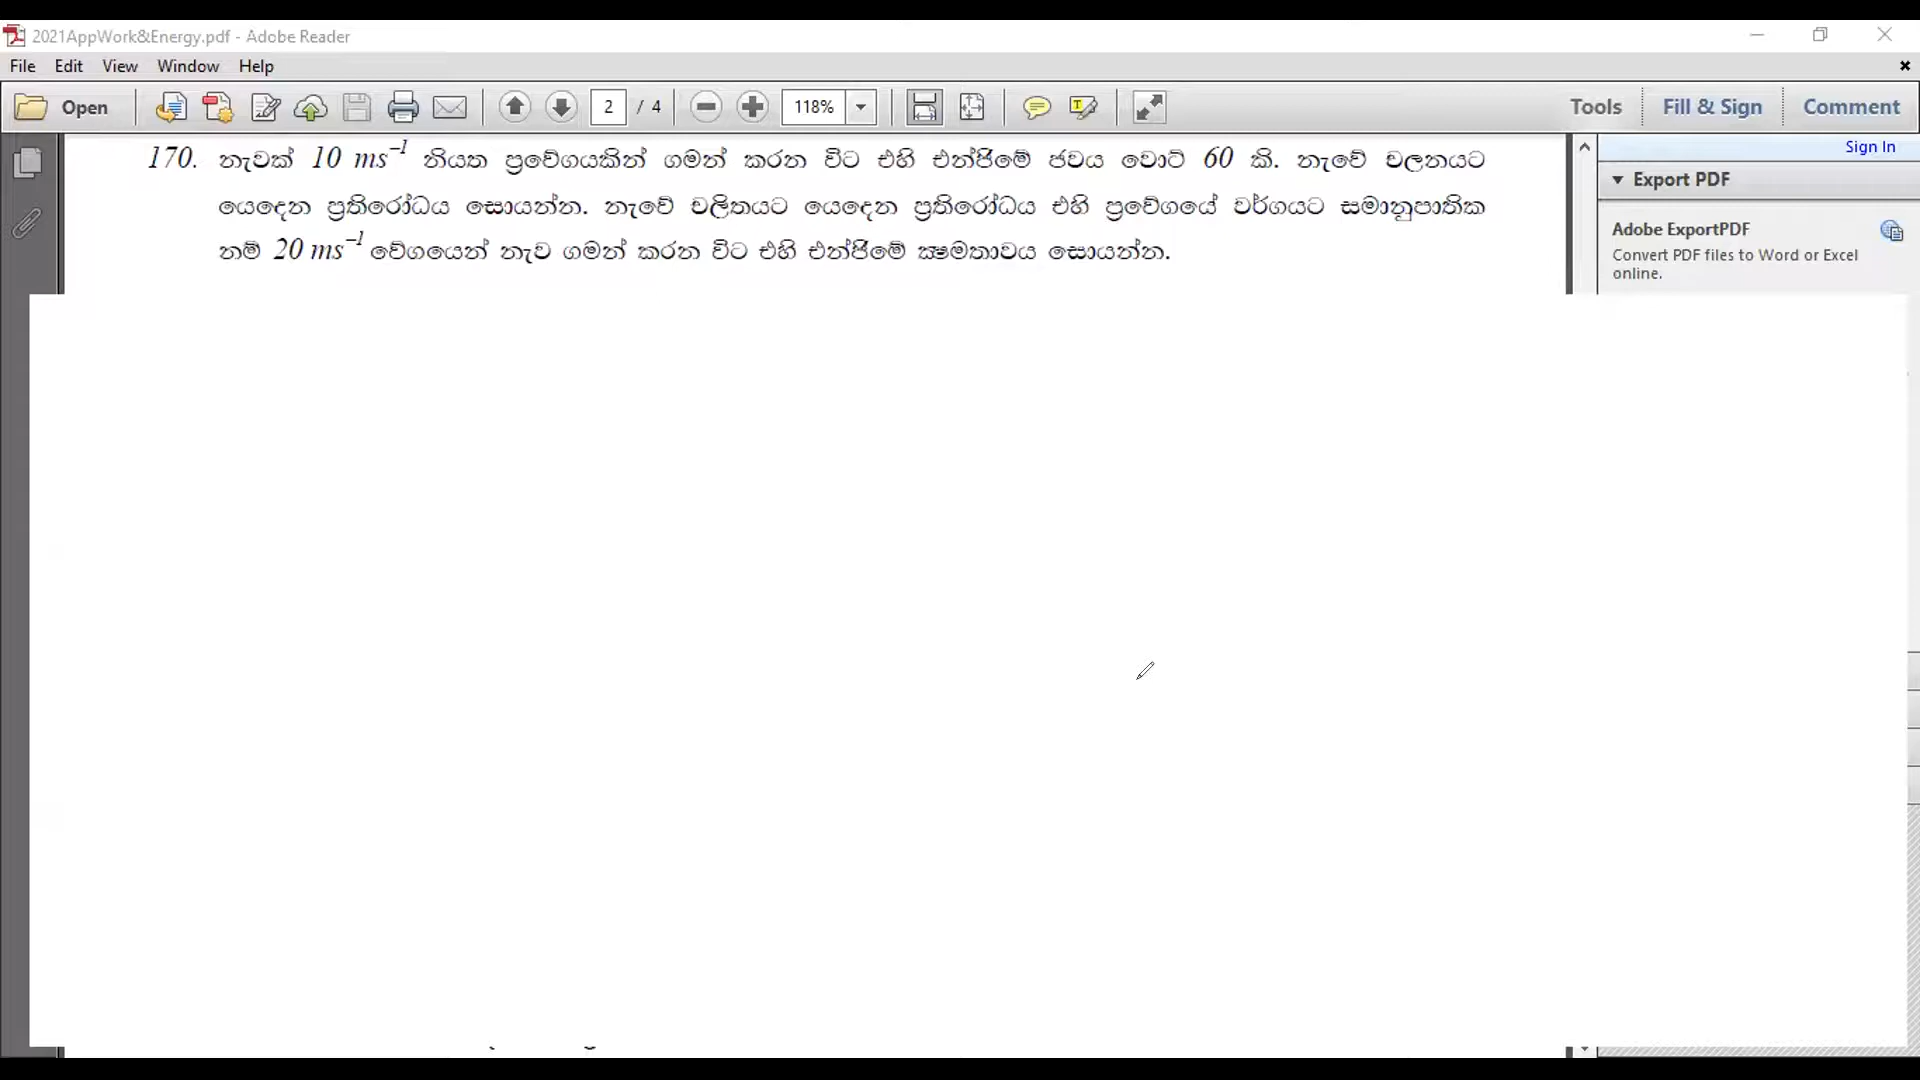 2021AppWork&Energy.pdf - Adobe Reader
File Edit View Window Help
Open 2 / 4 118% Tools Fill & Sign Comment
Sign In
Export PDF
Adobe ExportPDF
Convert PDF files to Word or Excel
online.
170. නැවක් 10 ms⁻¹ නියත ප්‍රවේගයකින් ගමන් කරන විට එහි එන්ජිමේ ජවය වොට් 60 කි. නැවේ චලනයට
යෙදෙන ප්‍රතිරෝධය සොයන්න. නැවේ චලිතයට යෙදෙන ප්‍රතිරෝධය එහි ප්‍රවේගයේ වර්ගයට සමානුපාතික
නම් 20 ms⁻¹ වේගයෙන් නැව ගමන් කරන විට එහි එන්ජිමේ ක්‍ෂමතාවය සොයන්න.